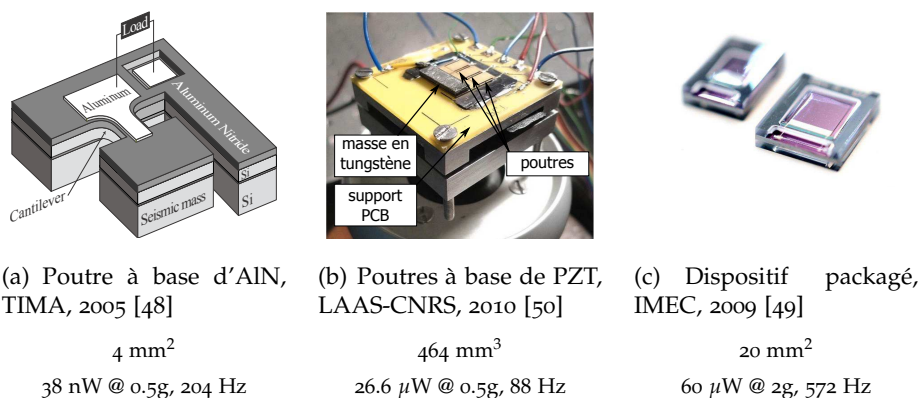 Load
Aluminum
Aluminum Nitride
Si
Si
Cantilever
Seismic mass
masse en
tungstène
poutres
support
PCB
(a) Poutre à base d'AlN,
TIMA, 2005 [48]
4 mm²
38 nW @ 0.5g, 204 Hz
(b) Poutres à base de PZT,
LAAS-CNRS, 2010 [50]
464 mm³
26.6 µW @ 0.5g, 88 Hz
(c) Dispositif packagé,
IMEC, 2009 [49]
20 mm²
60 µW @ 2g, 572 Hz